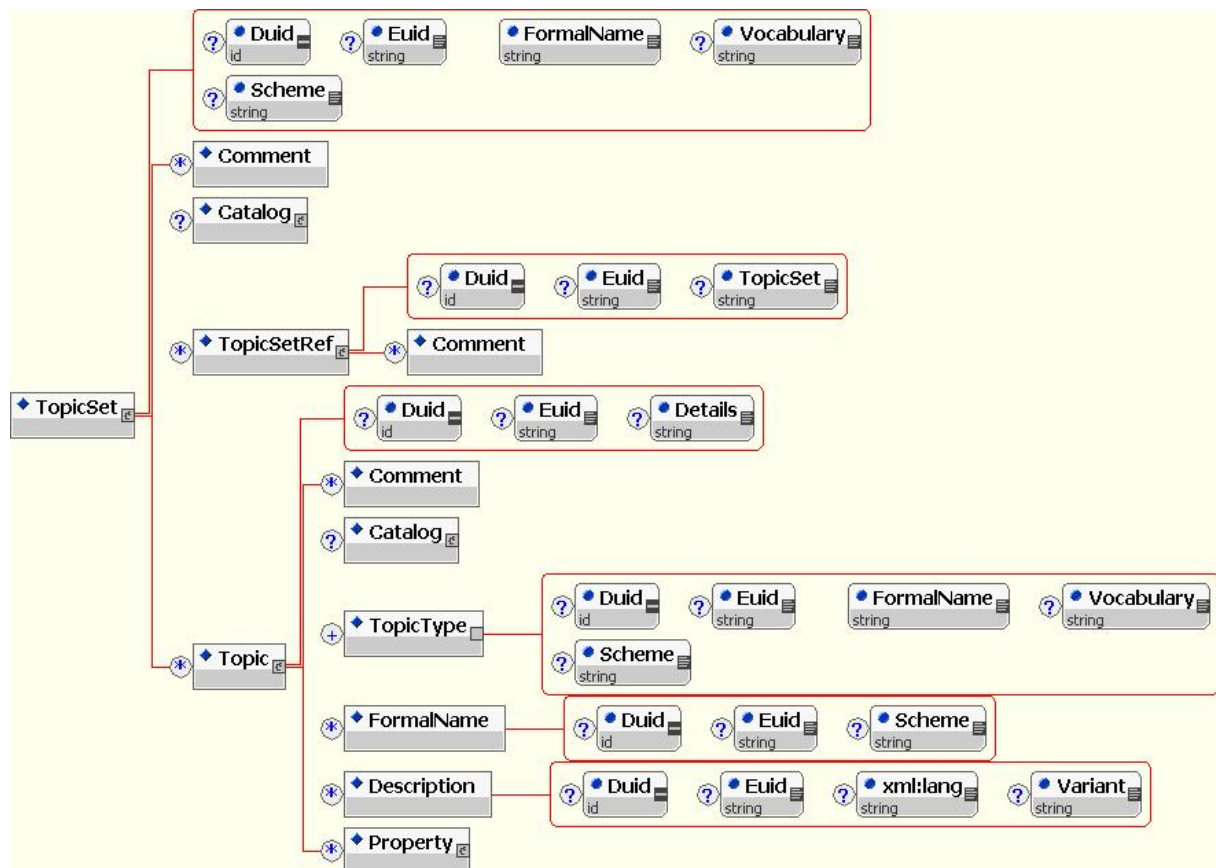 ? Duid ? Euid FormalName ? Vocabulary
id string string string
? Scheme
string
* Comment
? Catalog
? Duid ? Euid ? TopicSet
id string string
* TopicSetRef * Comment
TopicSet
? Duid ? Euid ? Details
id string string
* Comment
? Catalog
? Duid ? Euid FormalName ? Vocabulary
id string string string
+ TopicType
? Scheme
string
* Topic
* FormalName ? Duid ? Euid ? Scheme
id string string
* Description ? Duid ? Euid ? xml:lang ? Variant
id string string string
* Property